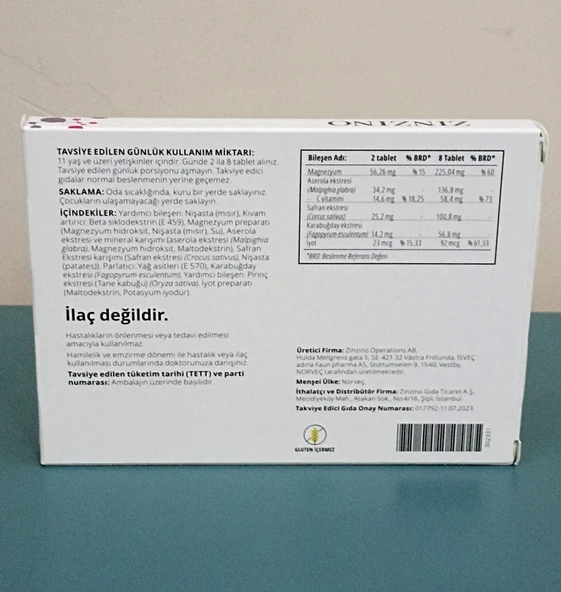 ZINZINO
TAVSİYE EDİLEN GÜNLÜK KULLANIM MİKTARI:
11 yaş ve üzeri yetişkinler içindir. Günde 2 ila 8 tablet alınız.
Tavsiye edilen günlük porsiyonu aşmayın. Takviye edici
gıdalar normal beslenmenin yerine geçemez.
SAKLAMA: Oda sıcaklığında, kuru bir yerde saklayınız.
Çocukların ulaşamayacağı yerde saklayın.
İÇİNDEKİLER: Yardımcı bileşen: Nişasta (mısır), Kıvam
artırıcı: Beta siklodekstrin (E 459), Magnezyum preparatı
(Magnezyum hidroksit, Nişasta (mısır), Su), Aserola
ekstresi ve mineral karışımı (aserola ekstresi (Malpighia
glabra), Magnezyum hidroksit, Maltodekstrin), Safran
Ekstresi karışımı (Safran ekstresi (Crocus sativus), Nişasta
(patates)), Parlatıcı: Yağ asitleri (E 570), Karabuğday
ekstresi (Fagopyrum esculentum), Yardımcı bileşen: Pirinç
ekstresi (Tane kabuğu) (Oryza sativa), İyot preparatı
(Maltodekstrin, Potasyum iyodür).
İlaç değildir.
Hastalıkların önlenmesi veya tedavi edilmesi
amacıyla kullanılmaz.
Hamilelik ve emzirme dönemi ile hastalık veya ilaç
kullanılması durumlarında doktorunuza danışınız.
Tavsiye edilen tüketim tarihi (TETT) ve parti
numarası: Ambalajın üzerinde basılıdır.
Bileşen Adı: 2 tablet % BRD* 8 Tablet % BRD*
Magnezyum 56,26 mg % 15 225,04 mg % 60
Aserola ekstresi
(Malpighia glabra) 34,2 mg - 136,8 mg -
- C vitamini 14,6 mg % 18,25 58,4 mg % 73
Safran ekstresi
(Crocus sativus) 25,2 mg - 100,8 mg -
Karabuğday ekstresi
(Fagopyrum esculentum) 14,2 mg - 56,8 mg -
İyot 23 mcg % 15,33 92 mcg % 61,33
*BRD: Beslenme Referans Değeri
Üretici Firma: Zinzino Operations AB,
Hulda Mellgrens gata 5, SE-421 32 Västra Frölunda, İSVEÇ
adına Faun pharma AS, Stortumveien 9, 1540, Vestby,
NORVEÇ tarafından üretilmektedir.
Menşei Ülke: Norveç
İthalatçı ve Distribütör Firma: Zinzino Gıda Ticaret A.Ş.,
Mecidiyeköy Mah., Atakan Sok., No:4/16, Şişli, İstanbul
Takviye Edici Gıda Onay Numarası: 017792-11.07.2023
GLUTEN İÇERMEZ